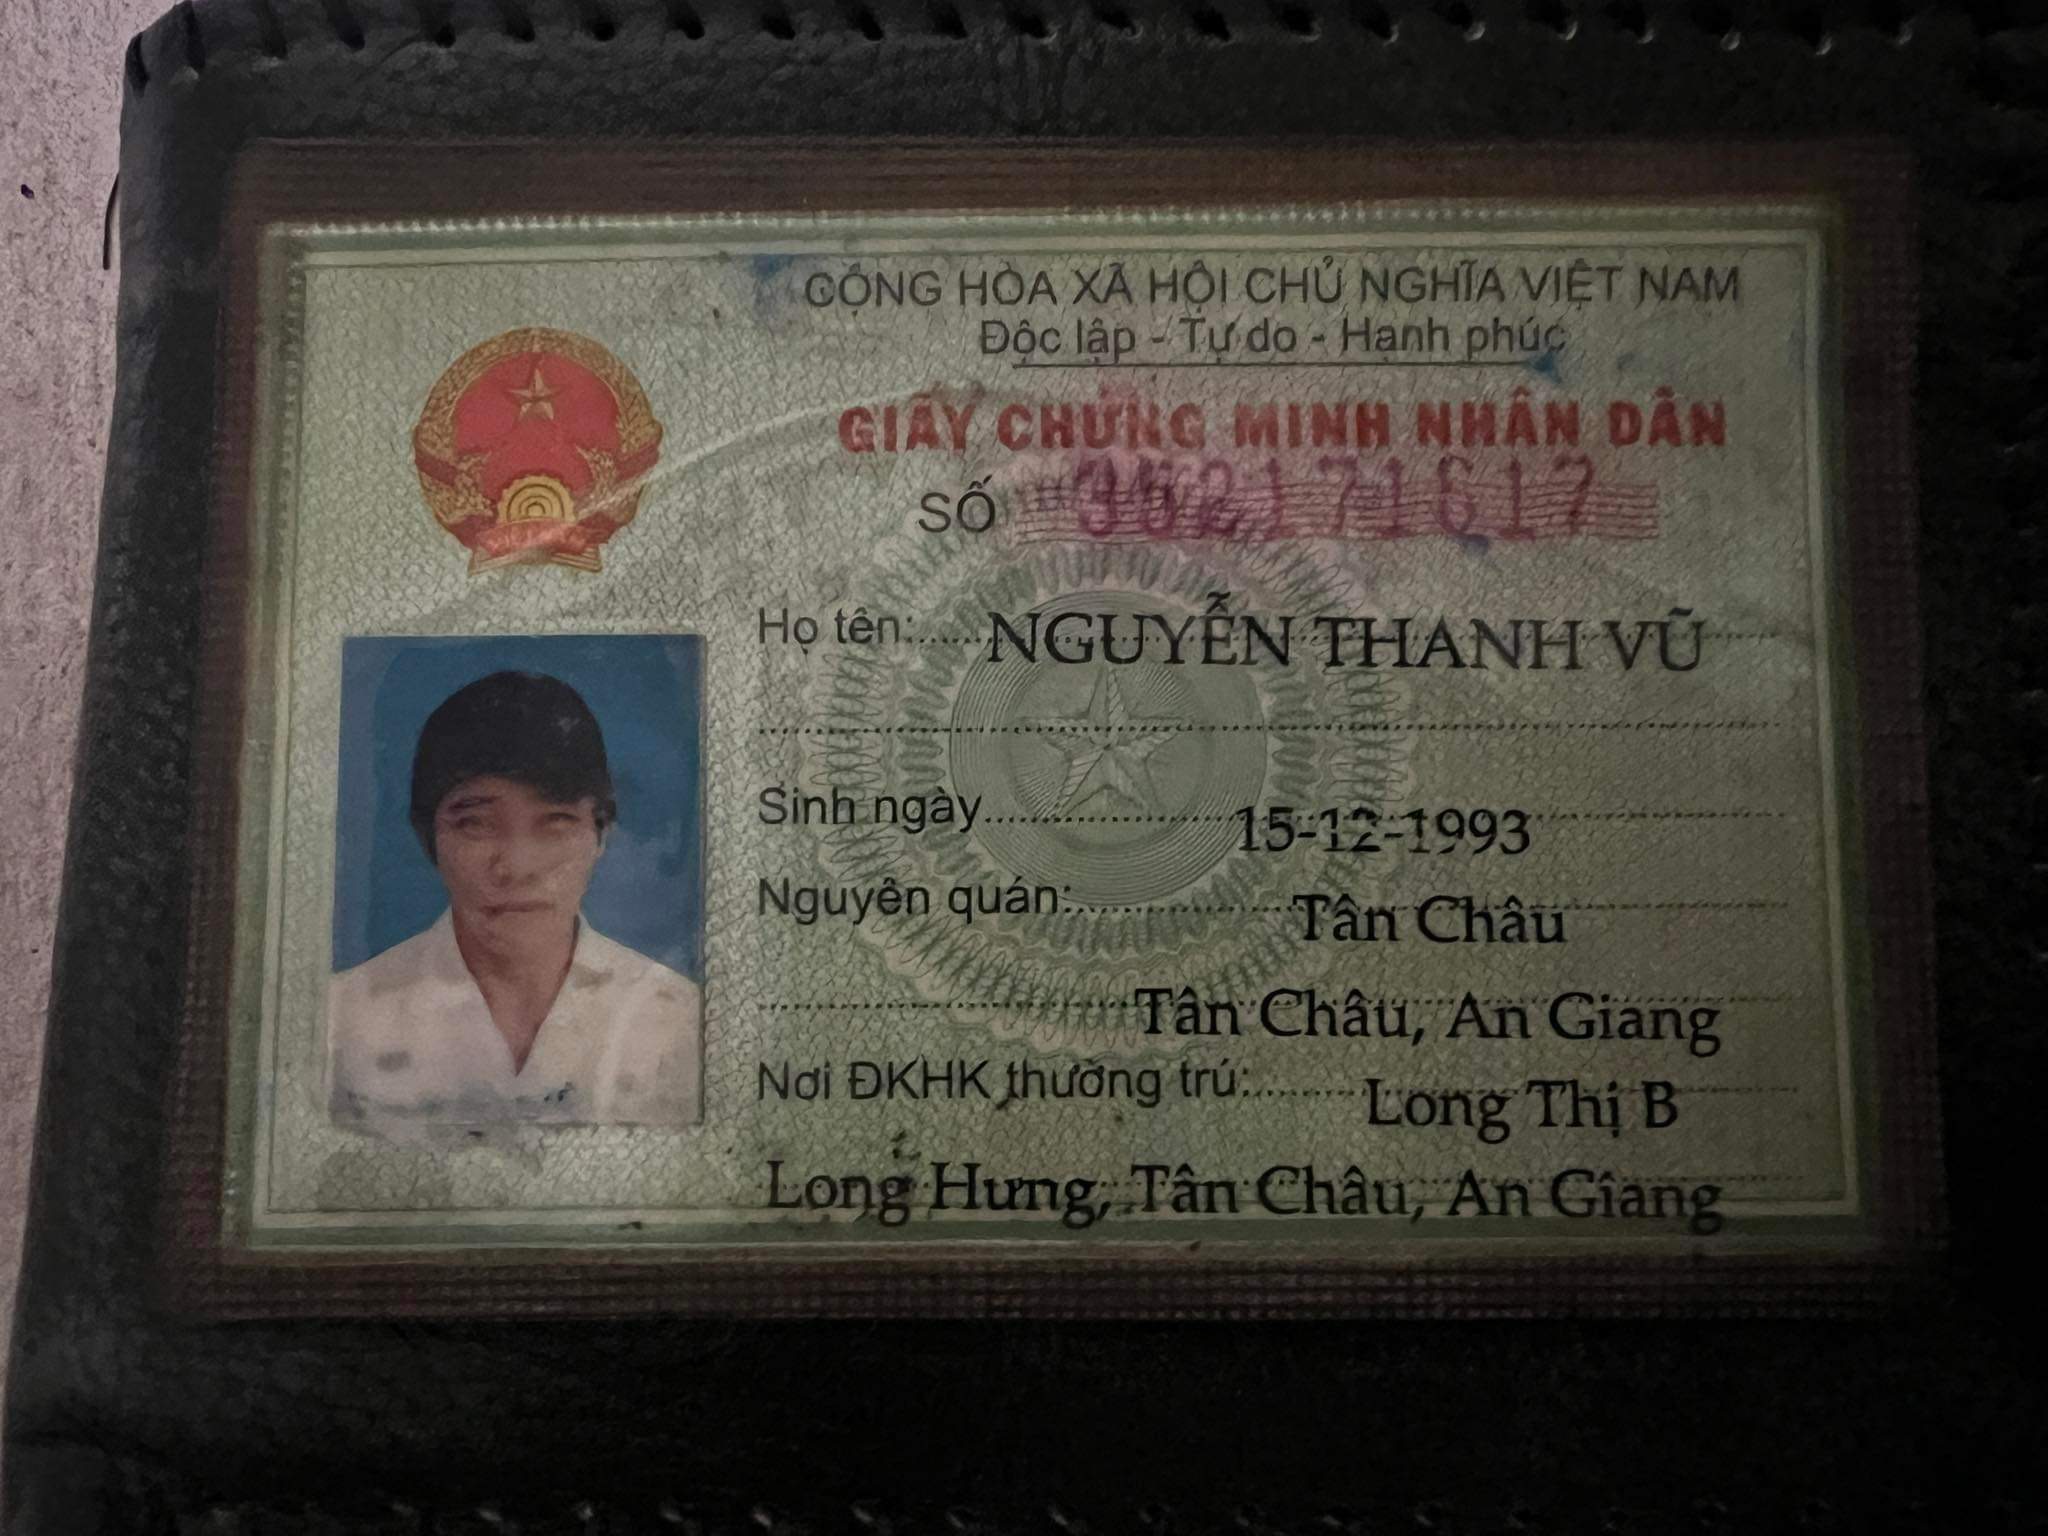 CỘNG HÒA XÃ HỘI CHỦ NGHĨA VIỆT NAM
Độc lập - Tự do - Hạnh phúc
GIẤY CHỨNG MINH NHÂN DÂN
SỐ 352171617
Họ tên: NGUYỄN THANH VŨ
Sinh ngày 15-12-1993
Nguyên quán: Tân Châu
Tân Châu, An Giang
Nơi ĐKHK thường trú: Long Thị B
Long Hưng, Tân Châu, An Giang